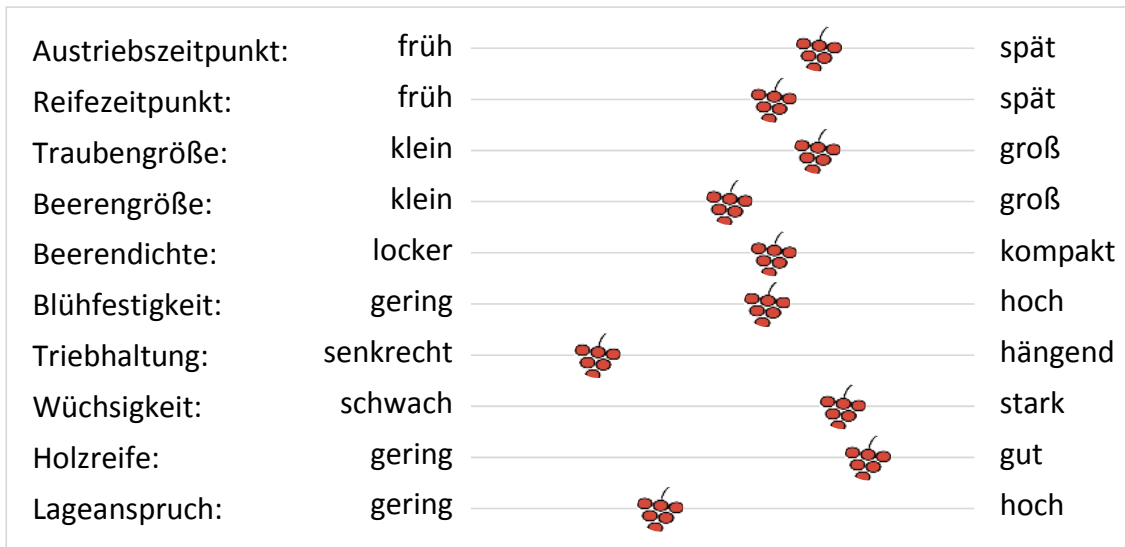 Austriebszeitpunkt: früh spät
Reifezeitpunkt: früh spät
Traubengröße: klein groß
Beerengröße: klein groß
Beerendichte: locker kompakt
Blühfestigkeit: gering hoch
Triebhaltung: senkrecht hängend
Wüchsigkeit: schwach stark
Holzreife: gering gut
Lageanspruch: gering hoch